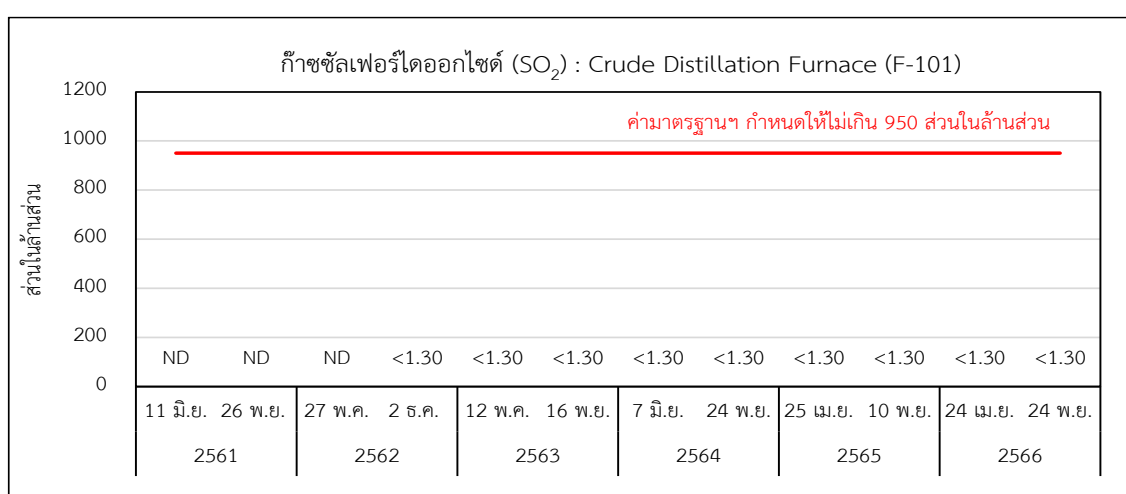 ก๊าซซัลเฟอร์ไดออกไซด์ (SO2) : Crude Distillation Furnace (F-101)
ค่ามาตรฐานฯ กำหนดให้ไม่เกิน 950 ส่วนในล้านส่วน
ส่วนในล้านส่วน
1200
1000
800
600
400
200
0
ND ND ND <1.30 <1.30 <1.30 <1.30 <1.30 <1.30 <1.30 <1.30 <1.30
11 มิ.ย. 26 พ.ย. 27 พ.ค. 2 ธ.ค. 12 พ.ค. 16 พ.ย. 7 มิ.ย. 24 พ.ย. 25 เม.ย. 10 พ.ย. 24 เม.ย. 24 พ.ย.
2561 2562 2563 2564 2565 2566